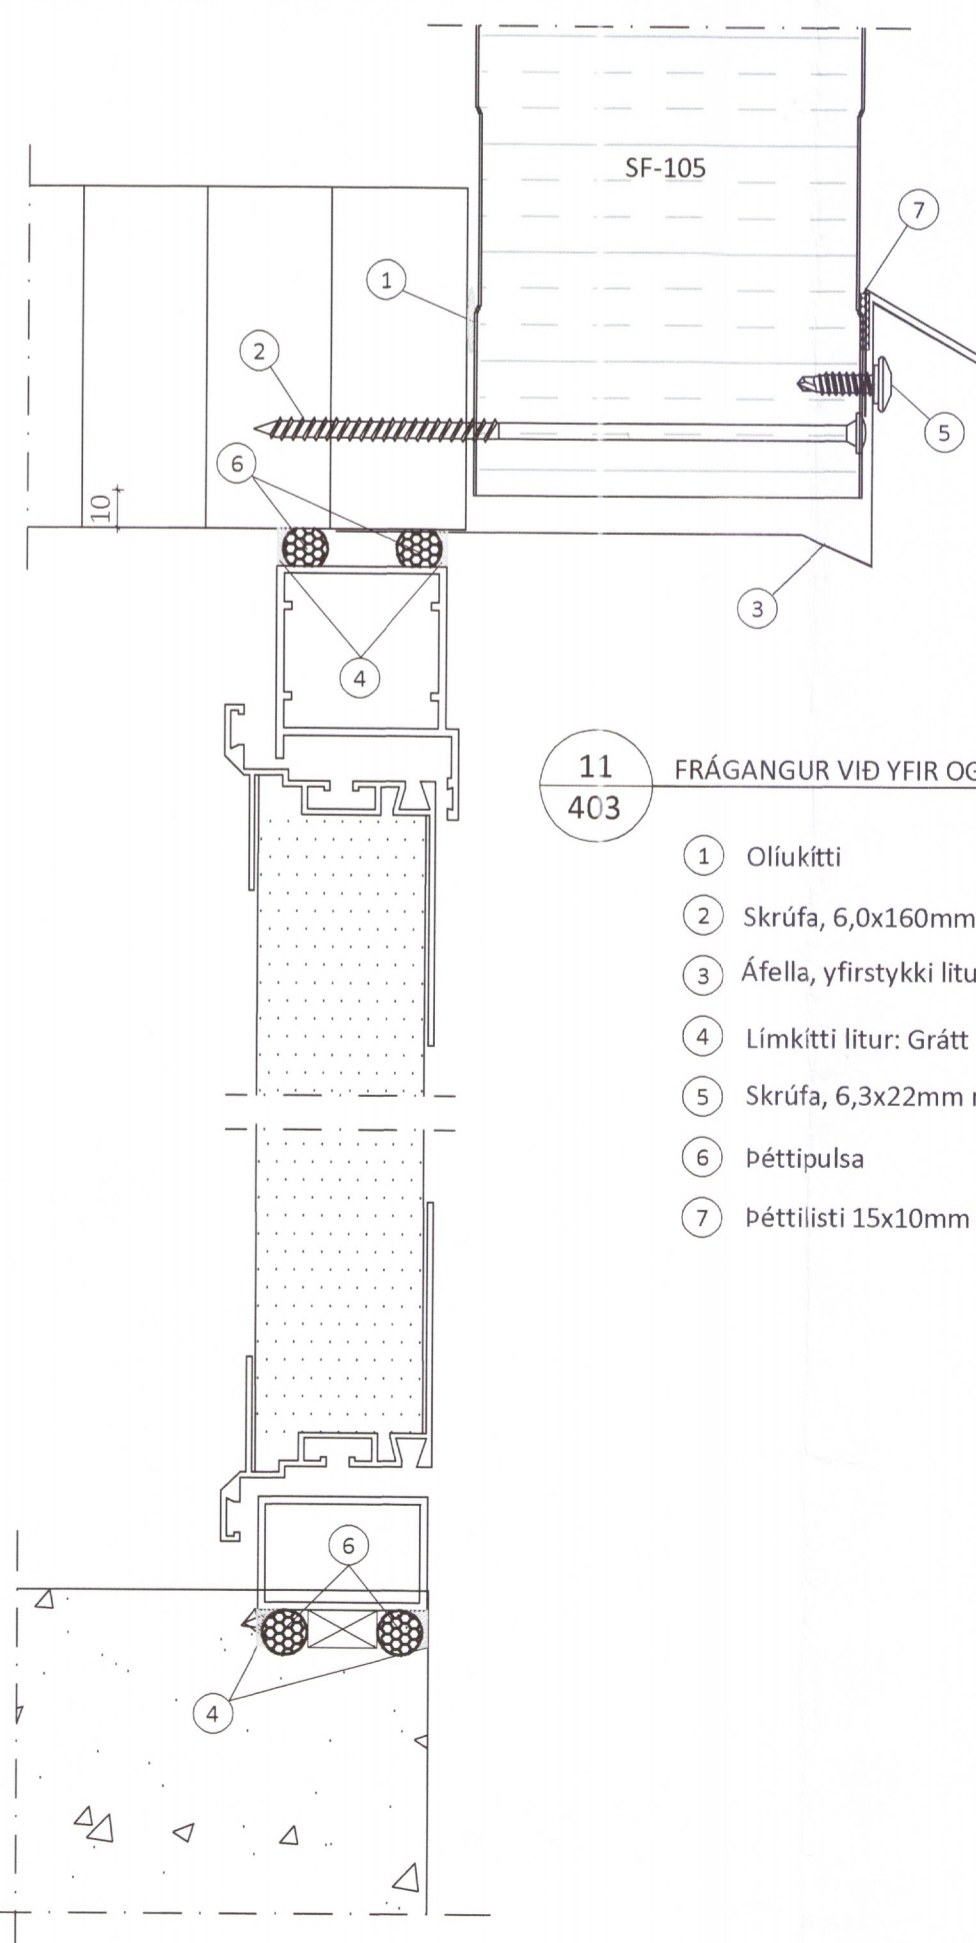 SF-105
7
1
2
5
6
10
3
4
11
403
FRÁGANGUR VIÐ YFIR OG
1 Olíukítti
2 Skrúfa, 6,0x160mm
3 Áfella, yfirstykki litu
4 Límkítti litur: Grátt
5 Skrúfa, 6,3x22mm
6 Þéttipulsa
7 Þéttilisti 15x10mm
6
4